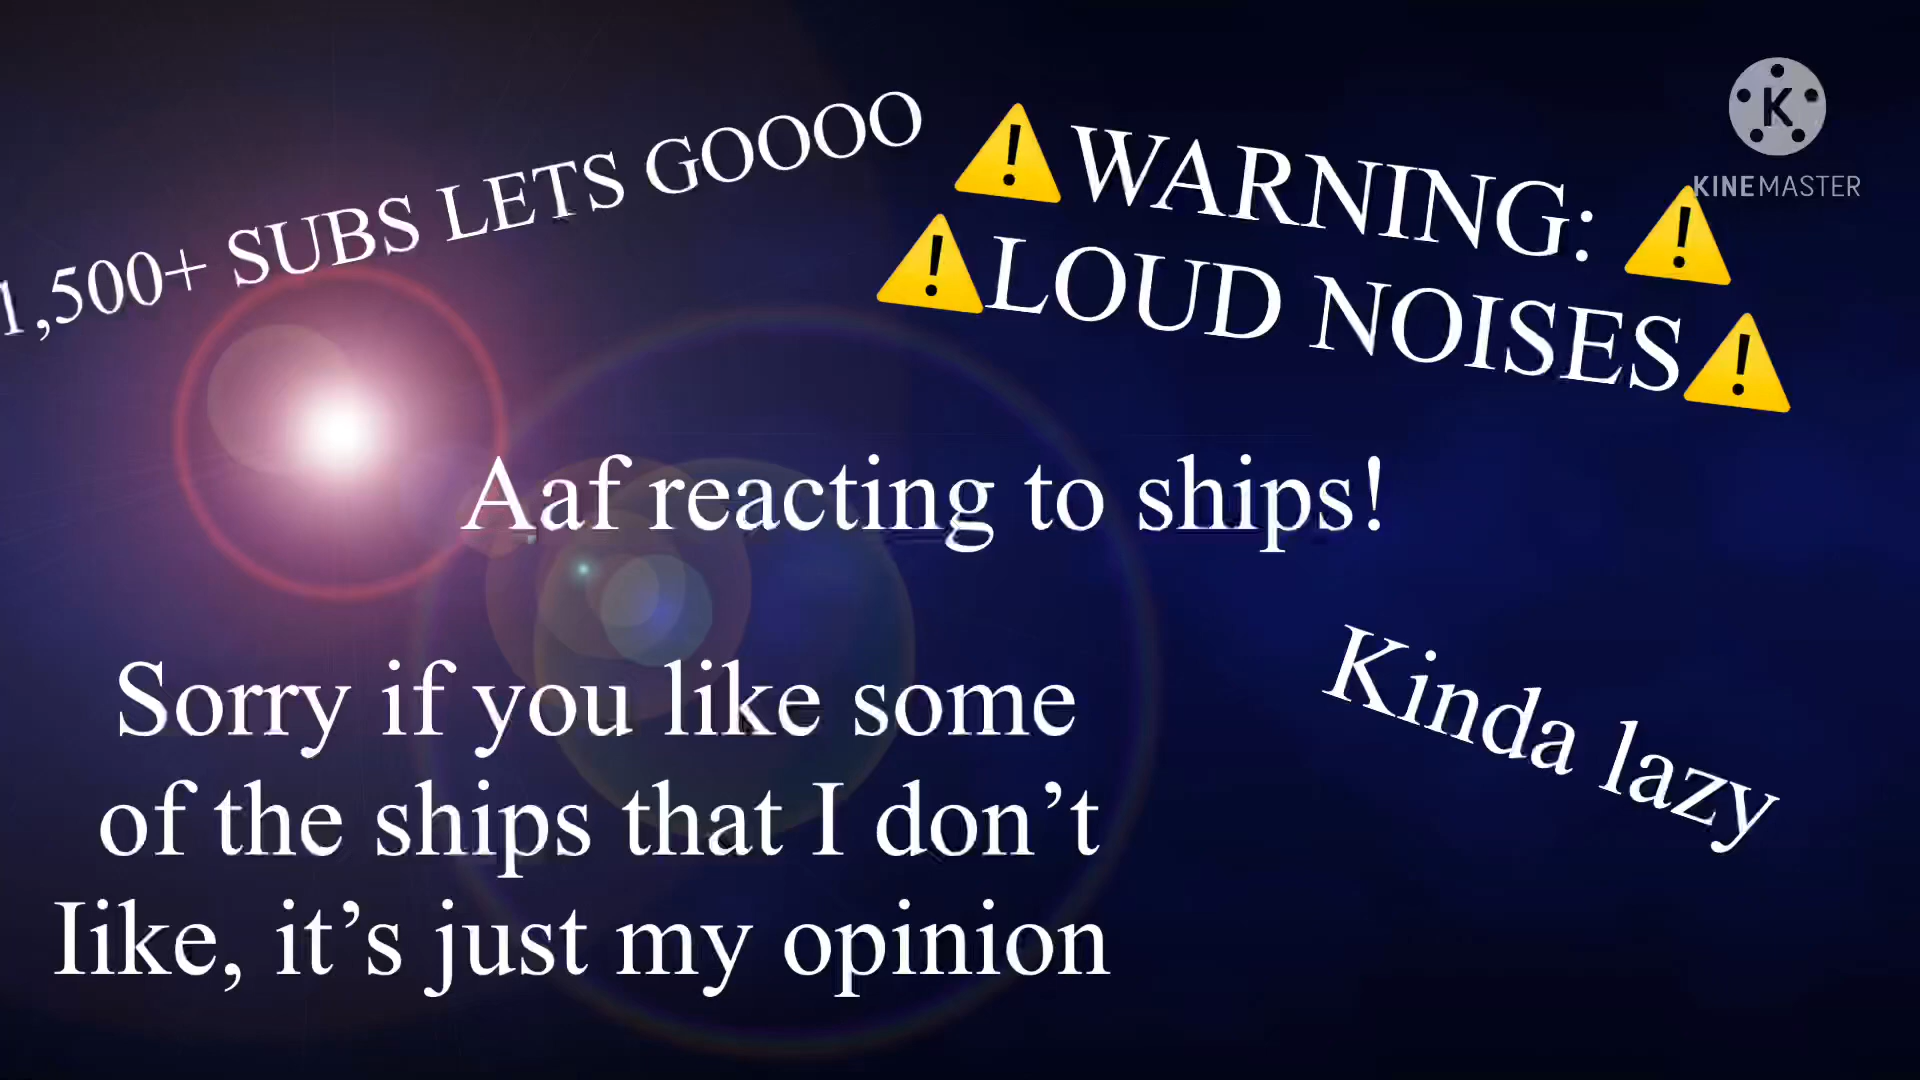 1,500+ SUBS LETS GOOOO
⚠️WARNING: ⚠️
⚠️LOUD NOISES⚠️
K
KINEMASTER
Aaf reacting to ships!
Sorry if you like some
of the ships that I don’t
Iike, it’s just my opinion
Kinda lazy